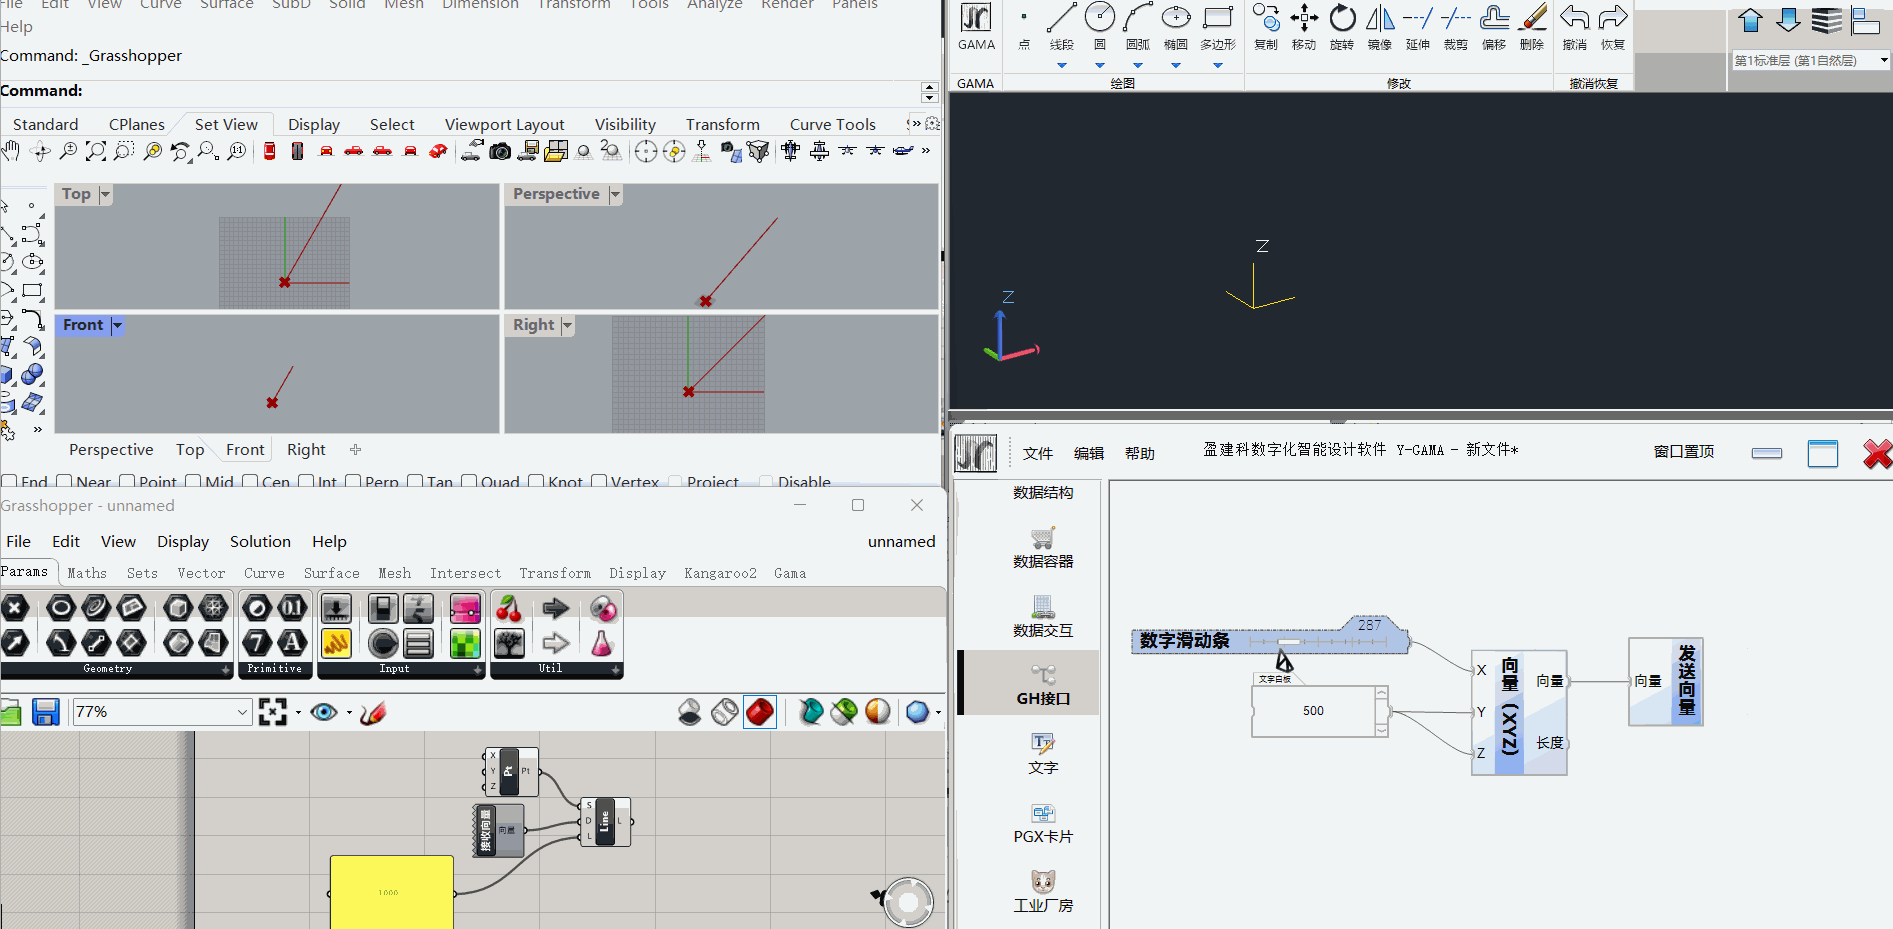 File Edit View Curve Surface SubD Solid Mesh Dimension Transform Tools Analyze Render Panels
Help
Command: _Grasshopper
Command:
Standard CPlanes Set View Display Select Viewport Layout Visibility Transform Curve Tools
Top
Perspective
Front
Right
Perspective Top Front Right
End Near Point Mid Cen Int Perp Tan Quad Knot Vertex Project Disable
Grasshopper - unnamed
File Edit View Display Solution Help unnamed
Params Maths Sets Vector Curve Surface Mesh Intersect Transform Display Kangaroo2 Gama
Geometry Primitive Input Util
77%
X
Y
Z
Pt
Pt
接收向量
向量
S
D
L
Line
L
1000
GAMA 点 线段 圆 圆弧 椭圆 多边形 复制 移动 旋转 镜像 延伸 裁剪 偏移 删除 撤消 恢复
GAMA 绘图 修改 撤消恢复
第1标准层 (第1自然层)
Z
Z
文件 编辑 帮助 盈建科数字化智能设计软件 Y-GAMA - 新文件* 窗口置顶
数据结构
数据容器
数据交互
GH接口
文字
PGX卡片
工业厂房
数字滑动条 287
文字白板
500
X
Y
Z
向量 (XYZ)
向量
长度
向量
发送向量